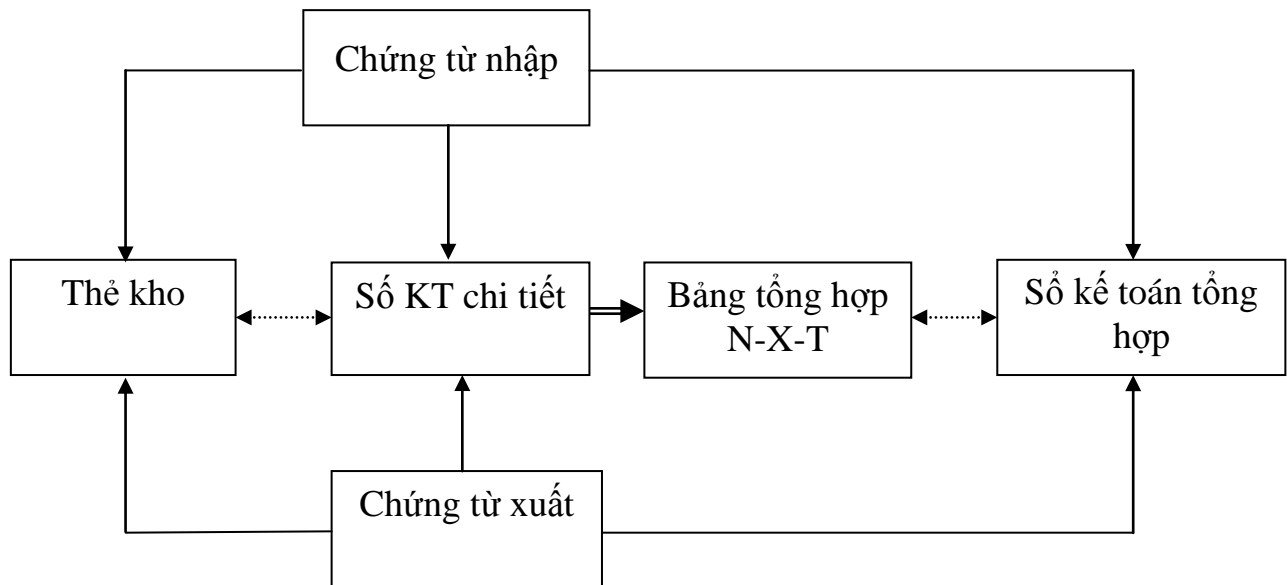 Chứng từ nhập
Thẻ kho
Số KT chi tiết
Bảng tổng hợp
N-X-T
Sổ kế toán tổng
hợp
Chứng từ xuất